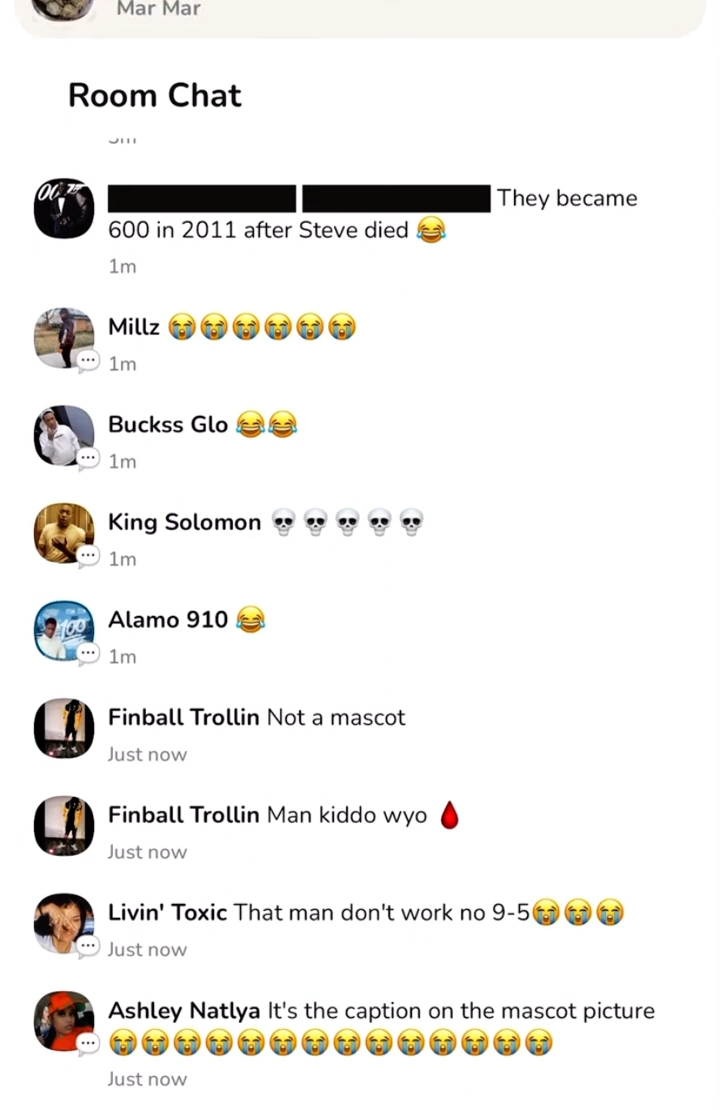 Mar Mar
Room Chat
007
They became
600 in 2011 after Steve died 😂
1m
Millz 😭😭😭😭😭😭
1m
Buckss Glo 😂😂
1m
King Solomon 💀💀💀💀💀
1m
100
Alamo 910 😂
1m
Finball Trollin Not a mascot
Just now
Finball Trollin Man kiddo wyo 🩸
Just now
Livin' Toxic That man don't work no 9-5😭😭😭
Just now
Ashley Natlya It's the caption on the mascot picture
😭😭😭😭😭😭😭😭😭😭😭😭😭😭
Just now